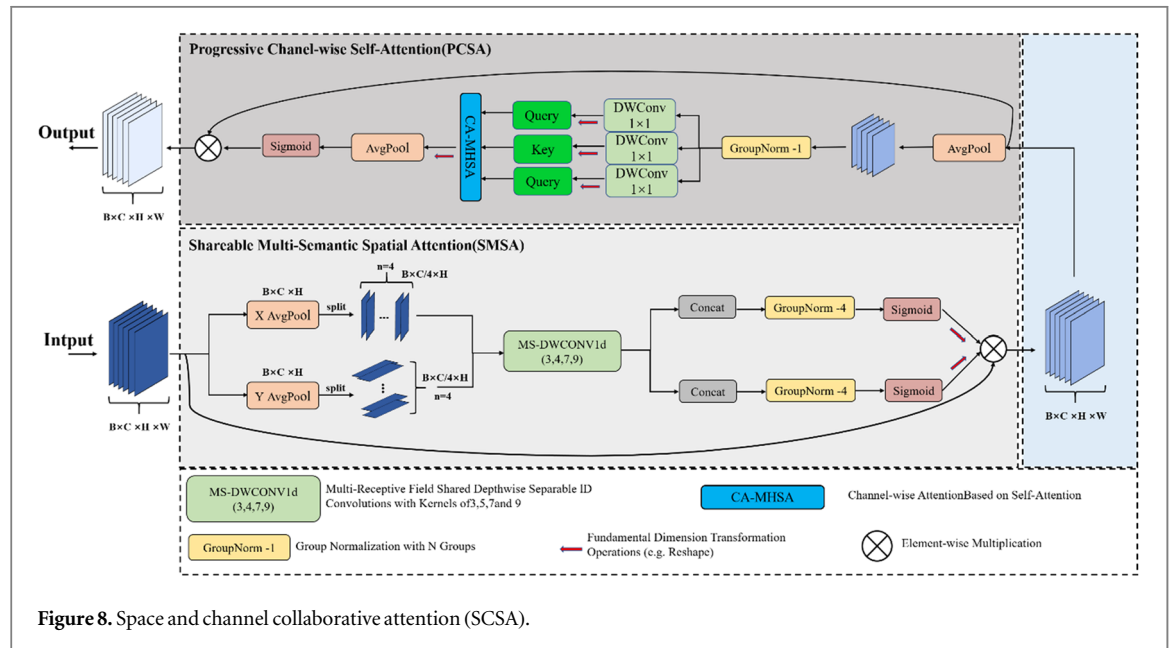 Progressive Chanel-wise Self-Attention(PCSA)
Output
B×C ×H ×W
Sigmoid
AvgPool
CA-MHSA
Query
Key
Query
DWConv
1×1
DWConv
1×1
DWConv
1×1
GroupNorm -1
AvgPool
Shareable Multi-Semantic Spatial Attention(SMSA)
Intput
B×C ×H ×W
B×C ×H
X AvgPool
split
n=4
B×C/4×H
...
B×C ×H
Y AvgPool
split
...
B×C/4×H
n=4
MS-DWCONV1d
(3,4,7,9)
Concat
GroupNorm -4
Sigmoid
Concat
GroupNorm -4
Sigmoid
B×C ×H ×W
MS-DWCONV1d
(3,4,7,9)
Multi-Receptive Field Shared Depthwise Separable ID
Convolutions with Kernels of3,5,7and 9
CA-MHSA
Channel-wise AttentionBased on Self-Attention
GroupNorm -1
Group Normalization with N Groups
Fundamental Dimension Transformation
Operations (e.g. Reshape)
Element-wise Multiplication
Figure 8. Space and channel collaborative attention (SCSA).